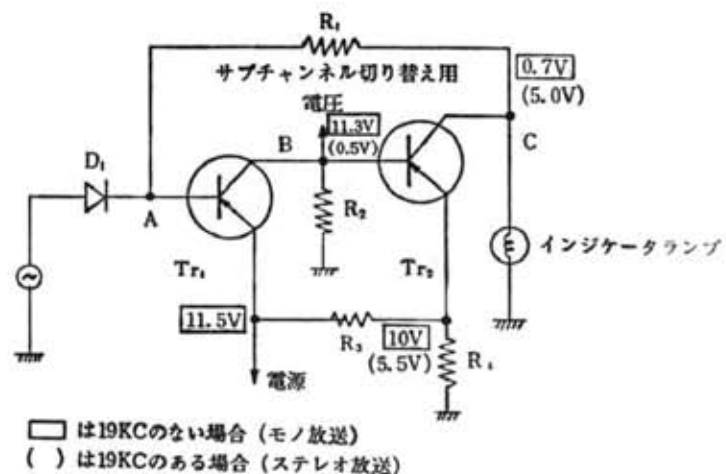 R₁
サブチャンネル切り替え用
電圧
0.7V
(5.0V)
11.3V
(0.5V)
B
C
D₁
A
R₂
インジケータランプ
Tr₁
Tr₂
11.5V
R₃
10V
(5.5V)
R₄
電源
は19KCのない場合(モノ放送)
( )は19KCのある場合(ステレオ放送)